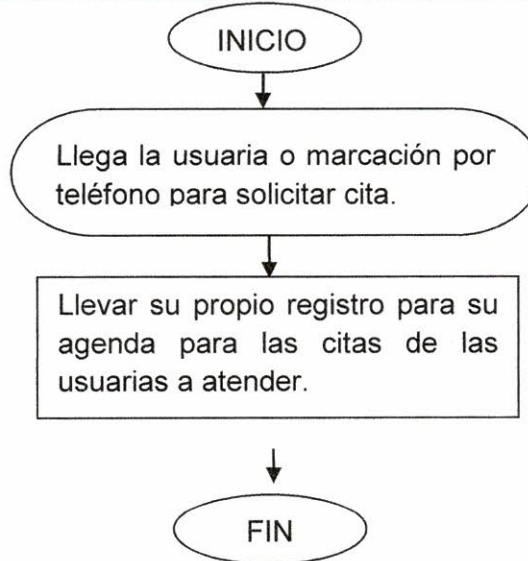 INICIO
Llega la usuaria o marcación por
teléfono para solicitar cita.
Llevar su propio registro para su
agenda para las citas de las
usuarias a atender.
FIN